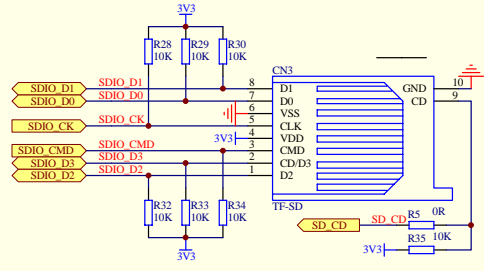 3V3
R28 R29 R30
10K 10K 10K
CN3
SDIO_D1 SDIO_D1 8 D1 GND 10
SDIO_D0 SDIO_D0 7 D0 CD 9
6 VSS
SDIO_CK SDIO_CK 5 CLK
3V3 4 VDD
SDIO_CMD SDIO_CMD 3 CMD
SDIO_D3 SDIO_D3 2 CD/D3
SDIO_D2 SDIO_D2 1 D2
TF-SD
R32 R33 R34
10K 10K 10K
3V3
SD_CD SD_CD R5 0R
3V3 R35 10K